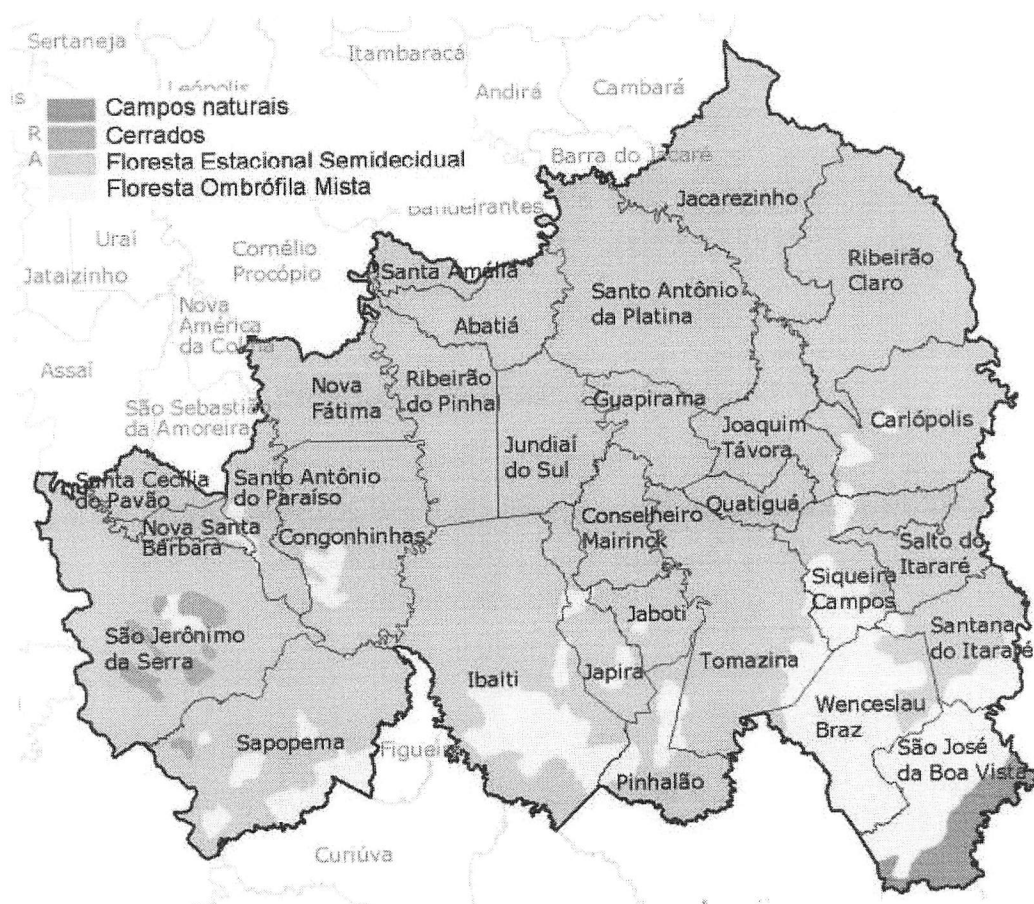 Sertaneja
Itambaracá
Leópolis
Andirá
Cambará
s
Campos naturais
R
Cerrados
A
Floresta Estacional Semidecidual
Floresta Ombrófila Mista
Barra do Jacaré
Jacarezinho
Bandeirantes
Uraí
Cornélio
Procópio
Jataizinho
Santa Amélia
Ribeirão
Claro
Santo Antônio
da Platina
Abatiá
Nova
América
da Colina
Assaí
Nova
Fátima
Ribeirão
do Pinhal
Guapirama
Carlópolis
São Sebastião
da Amoreira
Jundiaí
do Sul
Joaquim
Távora
Santa Cecília
do Pavão
Santo Antônio
do Paraíso
Quatiguá
Nova Santa
Bárbara
Congonhinhas
Conselheiro
Mairinck
Salto do
Itararé
Siqueira
Campos
Jaboti
Santana
do Itararé
São Jerônimo
da Serra
Ibaiti
Japira
Tomazina
Wenceslau
Braz
Sapopema
Figueira
São José
da Boa Vista
Pinhalão
Curiúva